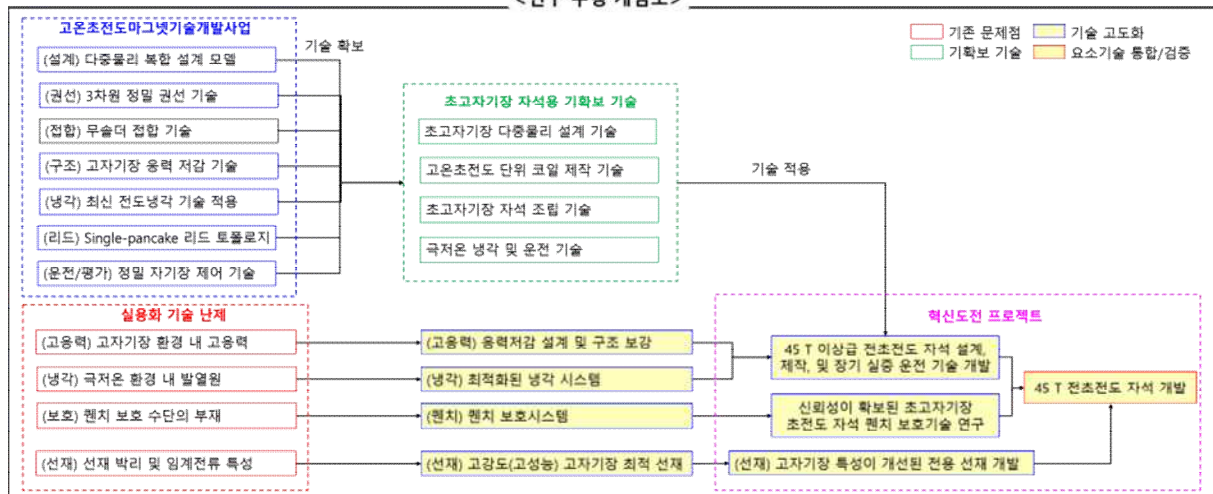 고온초전도마그넷기술개발사업
기술 확보
기존 문제점
기술 고도화
기확보 기술
요소기술 통합/검증
(설계) 다중물리 복합 설계 모델
(권선) 3차원 정밀 권선 기술
(접합) 무솔더 접합 기술
(구조) 고자기장 응력 저감 기술
(냉각) 최신 전도냉각 기술 적용
(리드) Single-pancake 리드 토폴로지
(운전/평가) 정밀 자기장 제어 기술
초고자기장 자석용 기확보 기술
초고자기장 다중물리 설계 기술
고온초전도 단위 코일 제작 기술
초고자기장 자석 조립 기술
극저온 냉각 및 운전 기술
기술 적용
실용화 기술 난제
(고응력) 고자기장 환경 내 고응력
(냉각) 극저온 환경 내 발열원
(보호) 퀜치 보호 수단의 부재
(선재) 선재 박리 및 임계전류 특성
(고응력) 응력저감 설계 및 구조 보강
(냉각) 최적화된 냉각 시스템
(퀜치) 퀜치 보호시스템
(선재) 고강도(고성능) 고자기장 최적 선재
혁신도전 프로젝트
45 T 이상급 전초전도 자석 설계,
제작, 및 장기 실증 운전 기술 개발
신뢰성이 확보된 초고자기장
초전도 자석 퀜치 보호기술 연구
(선재) 고자기장 특성이 개선된 전용 선재 개발
45 T 전초전도 자석 개발